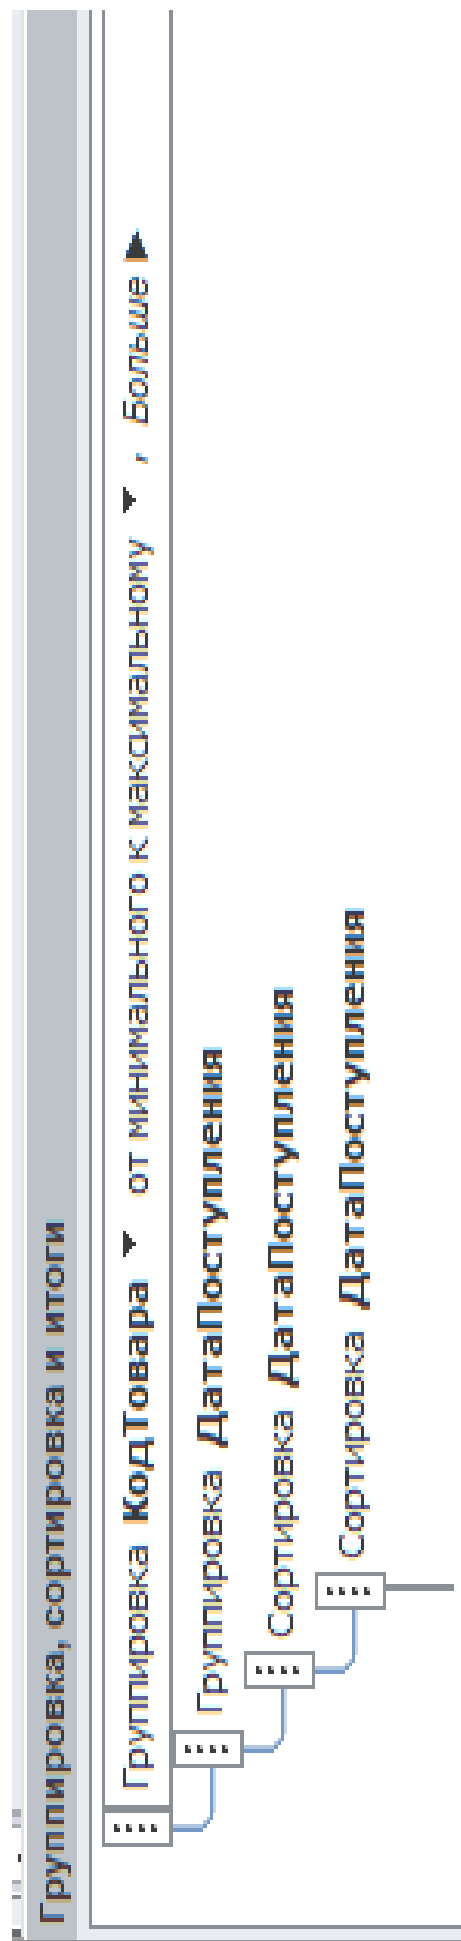 Группировка, сортировка и итоги
Группировка КодТовара от минимального к максимальному , Больше
Группировка ДатаПоступления
Сортировка ДатаПоступления
Сортировка ДатаПоступления